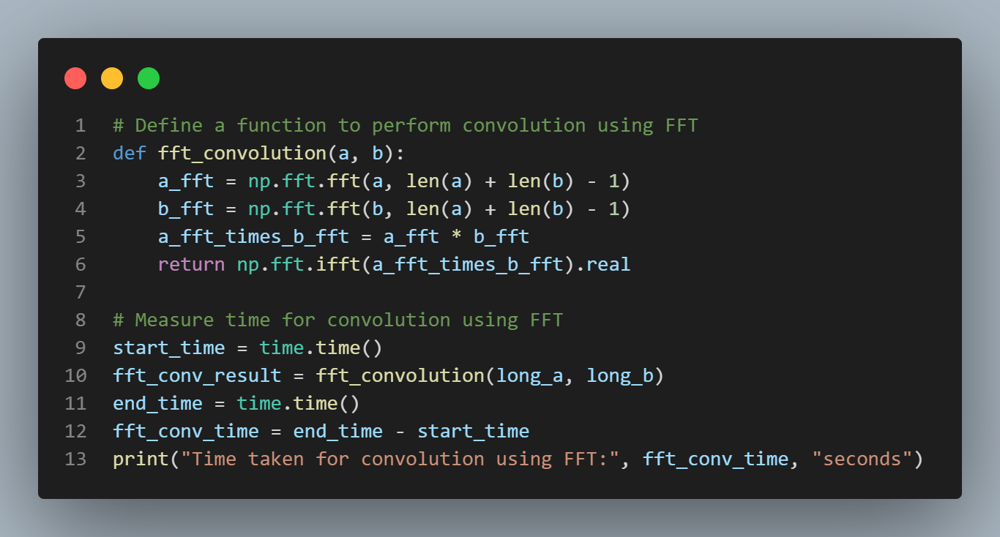 1 # Define a function to perform convolution using FFT
2 def fft_convolution(a, b):
3     a_fft = np.fft.fft(a, len(a) + len(b) - 1)
4     b_fft = np.fft.fft(b, len(a) + len(b) - 1)
5     a_fft_times_b_fft = a_fft * b_fft
6     return np.fft.ifft(a_fft_times_b_fft).real
7
8 # Measure time for convolution using FFT
9 start_time = time.time()
10 fft_conv_result = fft_convolution(long_a, long_b)
11 end_time = time.time()
12 fft_conv_time = end_time - start_time
13 print("Time taken for convolution using FFT:", fft_conv_time, "seconds")